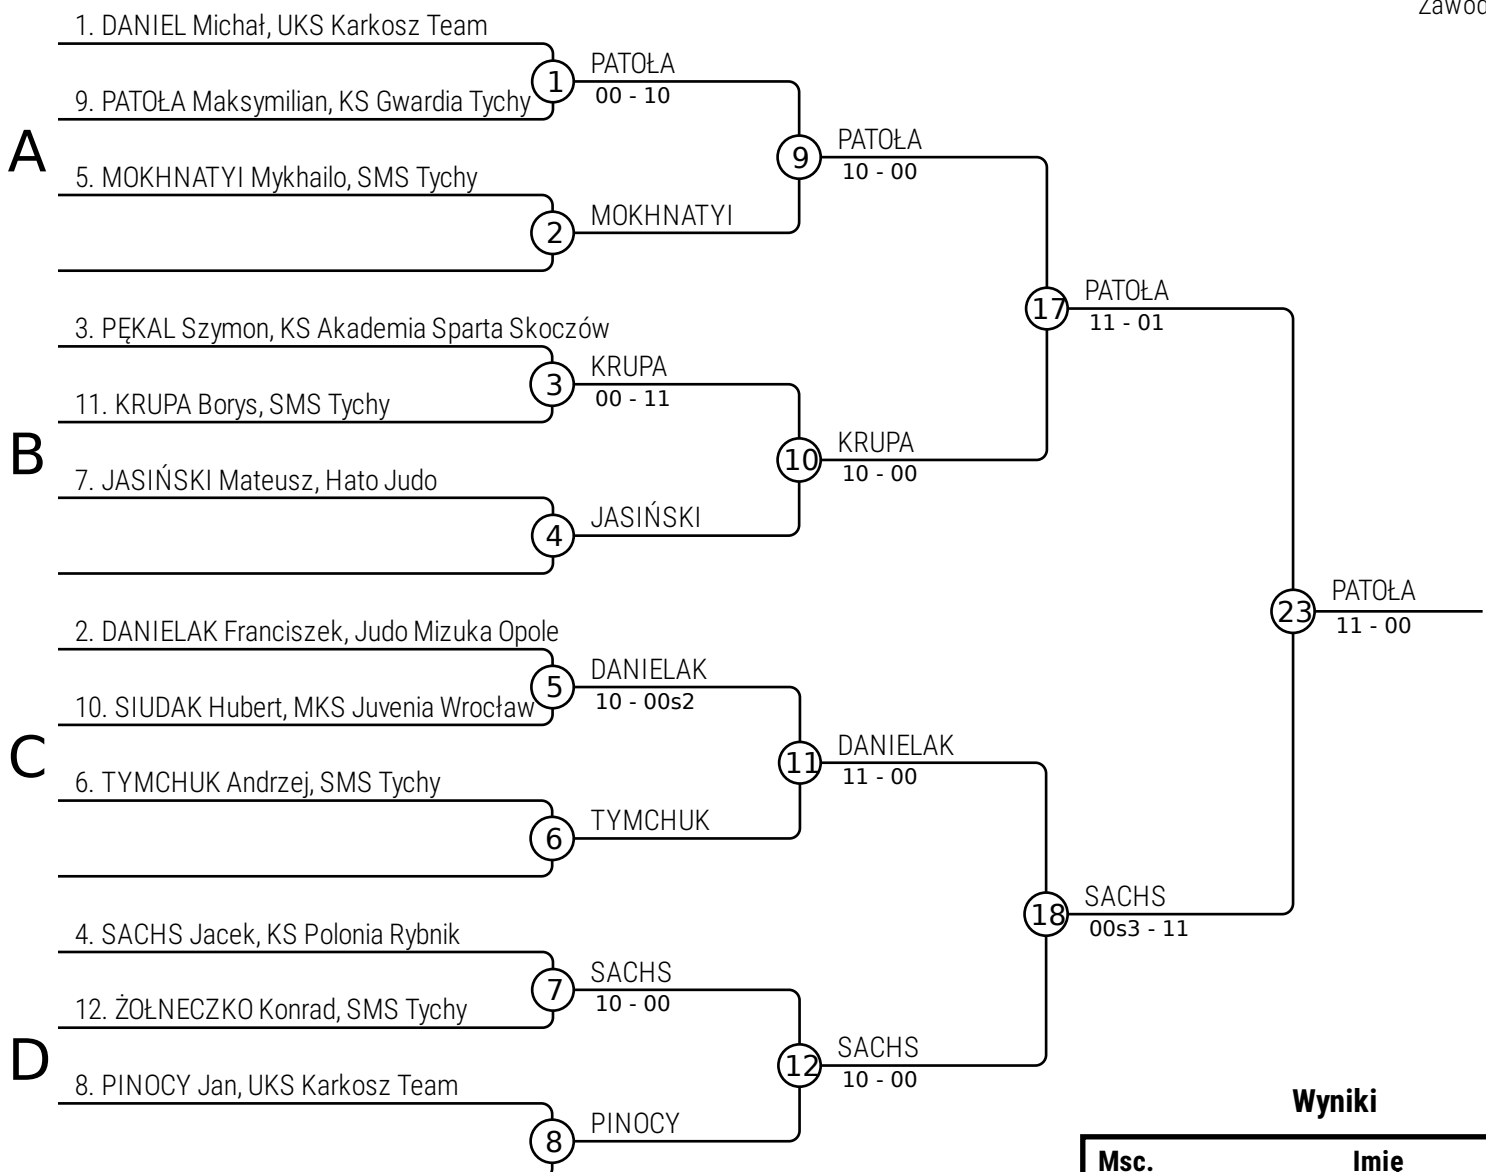 Zawod
1. DANIEL Michał, UKS Karkosz Team
1
PATOŁA
00 - 10
9. PATOŁA Maksymilian, KS Gwardia Tychy
A
9
PATOŁA
10 - 00
5. MOKHNATYI Mykhailo, SMS Tychy
2
MOKHNATYI
17
PATOŁA
11 - 01
3. PĘKAL Szymon, KS Akademia Sparta Skoczów
3
KRUPA
00 - 11
11. KRUPA Borys, SMS Tychy
B
10
KRUPA
10 - 00
7. JASIŃSKI Mateusz, Hato Judo
4
JASIŃSKI
23
PATOŁA
11 - 00
2. DANIELAK Franciszek, Judo Mizuka Opole
5
DANIELAK
10 - 00s2
10. SIUDAK Hubert, MKS Juvenia Wrocław
C
11
DANIELAK
11 - 00
6. TYMCHUK Andrzej, SMS Tychy
6
TYMCHUK
18
SACHS
00s3 - 11
4. SACHS Jacek, KS Polonia Rybnik
7
SACHS
10 - 00
12. ŻOŁNECZKO Konrad, SMS Tychy
D
12
SACHS
10 - 00
8. PINOCY Jan, UKS Karkosz Team
8
PINOCY
Wyniki
Msc. Imię